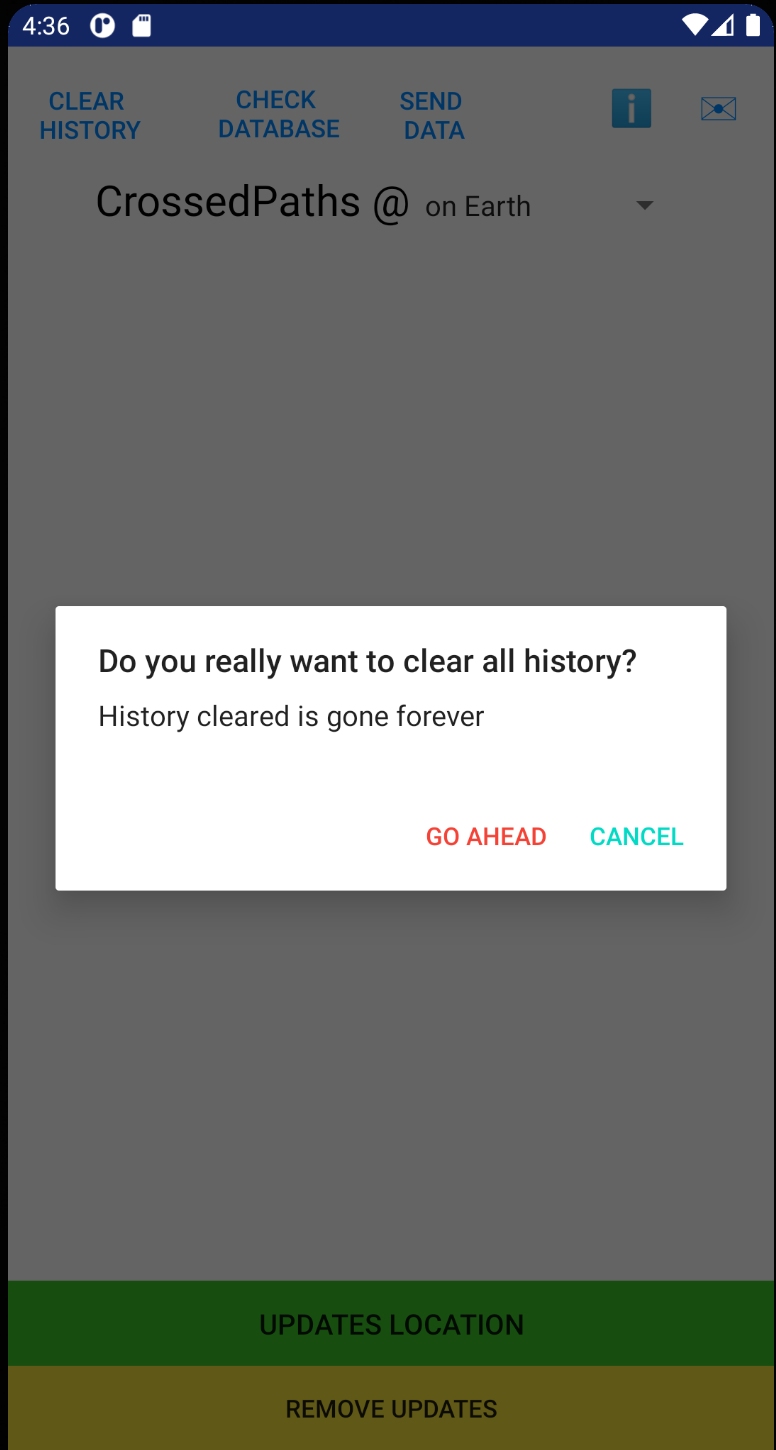 4:36
CLEAR HISTORY
CHECK DATABASE
SEND DATA
CrossedPaths @ on Earth
Do you really want to clear all history?
History cleared is gone forever
GO AHEAD CANCEL
UPDATES LOCATION
REMOVE UPDATES